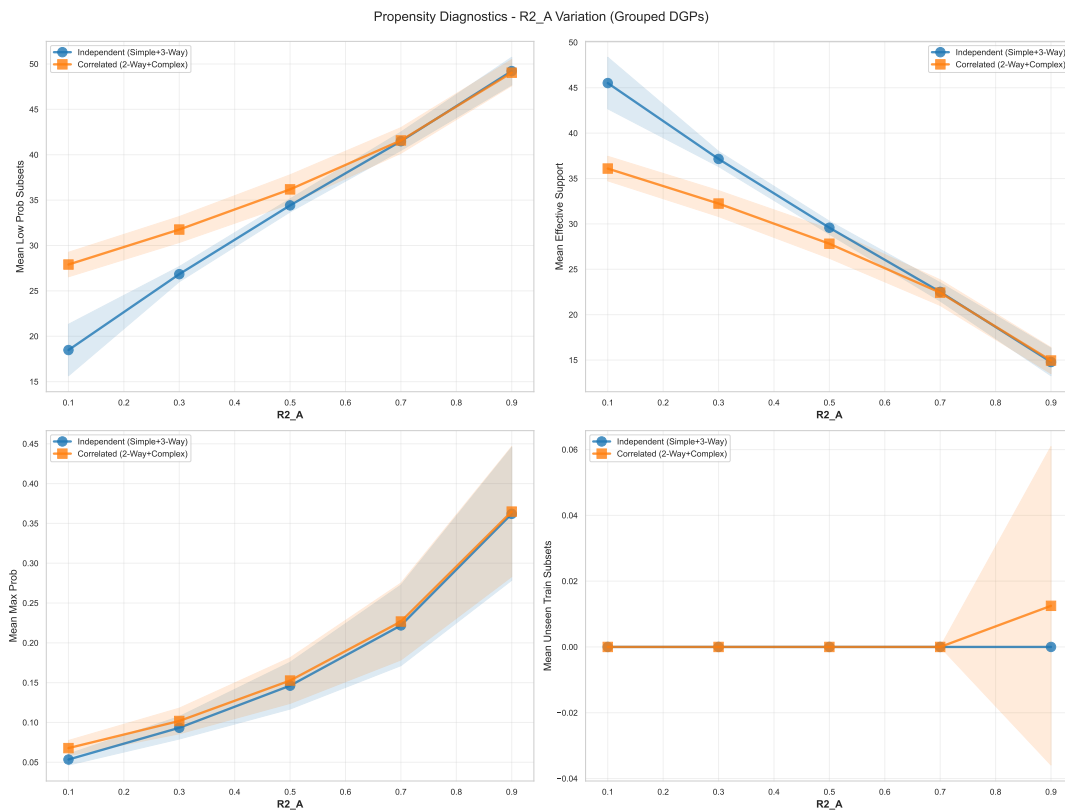 Propensity Diagnostics - R2_A Variation (Grouped DGPs)
Independent (Simple+3-Way)
Correlated (2-Way+Complex)
Mean Low Prob Subsets
50
45
40
35
30
25
20
15
0.1 0.2 0.3 0.4 0.5 0.6 0.7 0.8 0.9
R2_A
Independent (Simple+3-Way)
Correlated (2-Way+Complex)
Mean Effective Support
50
45
40
35
30
25
20
15
0.1 0.2 0.3 0.4 0.5 0.6 0.7 0.8 0.9
R2_A
Independent (Simple+3-Way)
Correlated (2-Way+Complex)
Mean Max Prob
0.45
0.40
0.35
0.30
0.25
0.20
0.15
0.10
0.05
0.1 0.2 0.3 0.4 0.5 0.6 0.7 0.8 0.9
R2_A
Independent (Simple+3-Way)
Correlated (2-Way+Complex)
Mean Unseen Train Subsets
0.06
0.04
0.02
0.00
−0.02
−0.04
0.1 0.2 0.3 0.4 0.5 0.6 0.7 0.8 0.9
R2_A